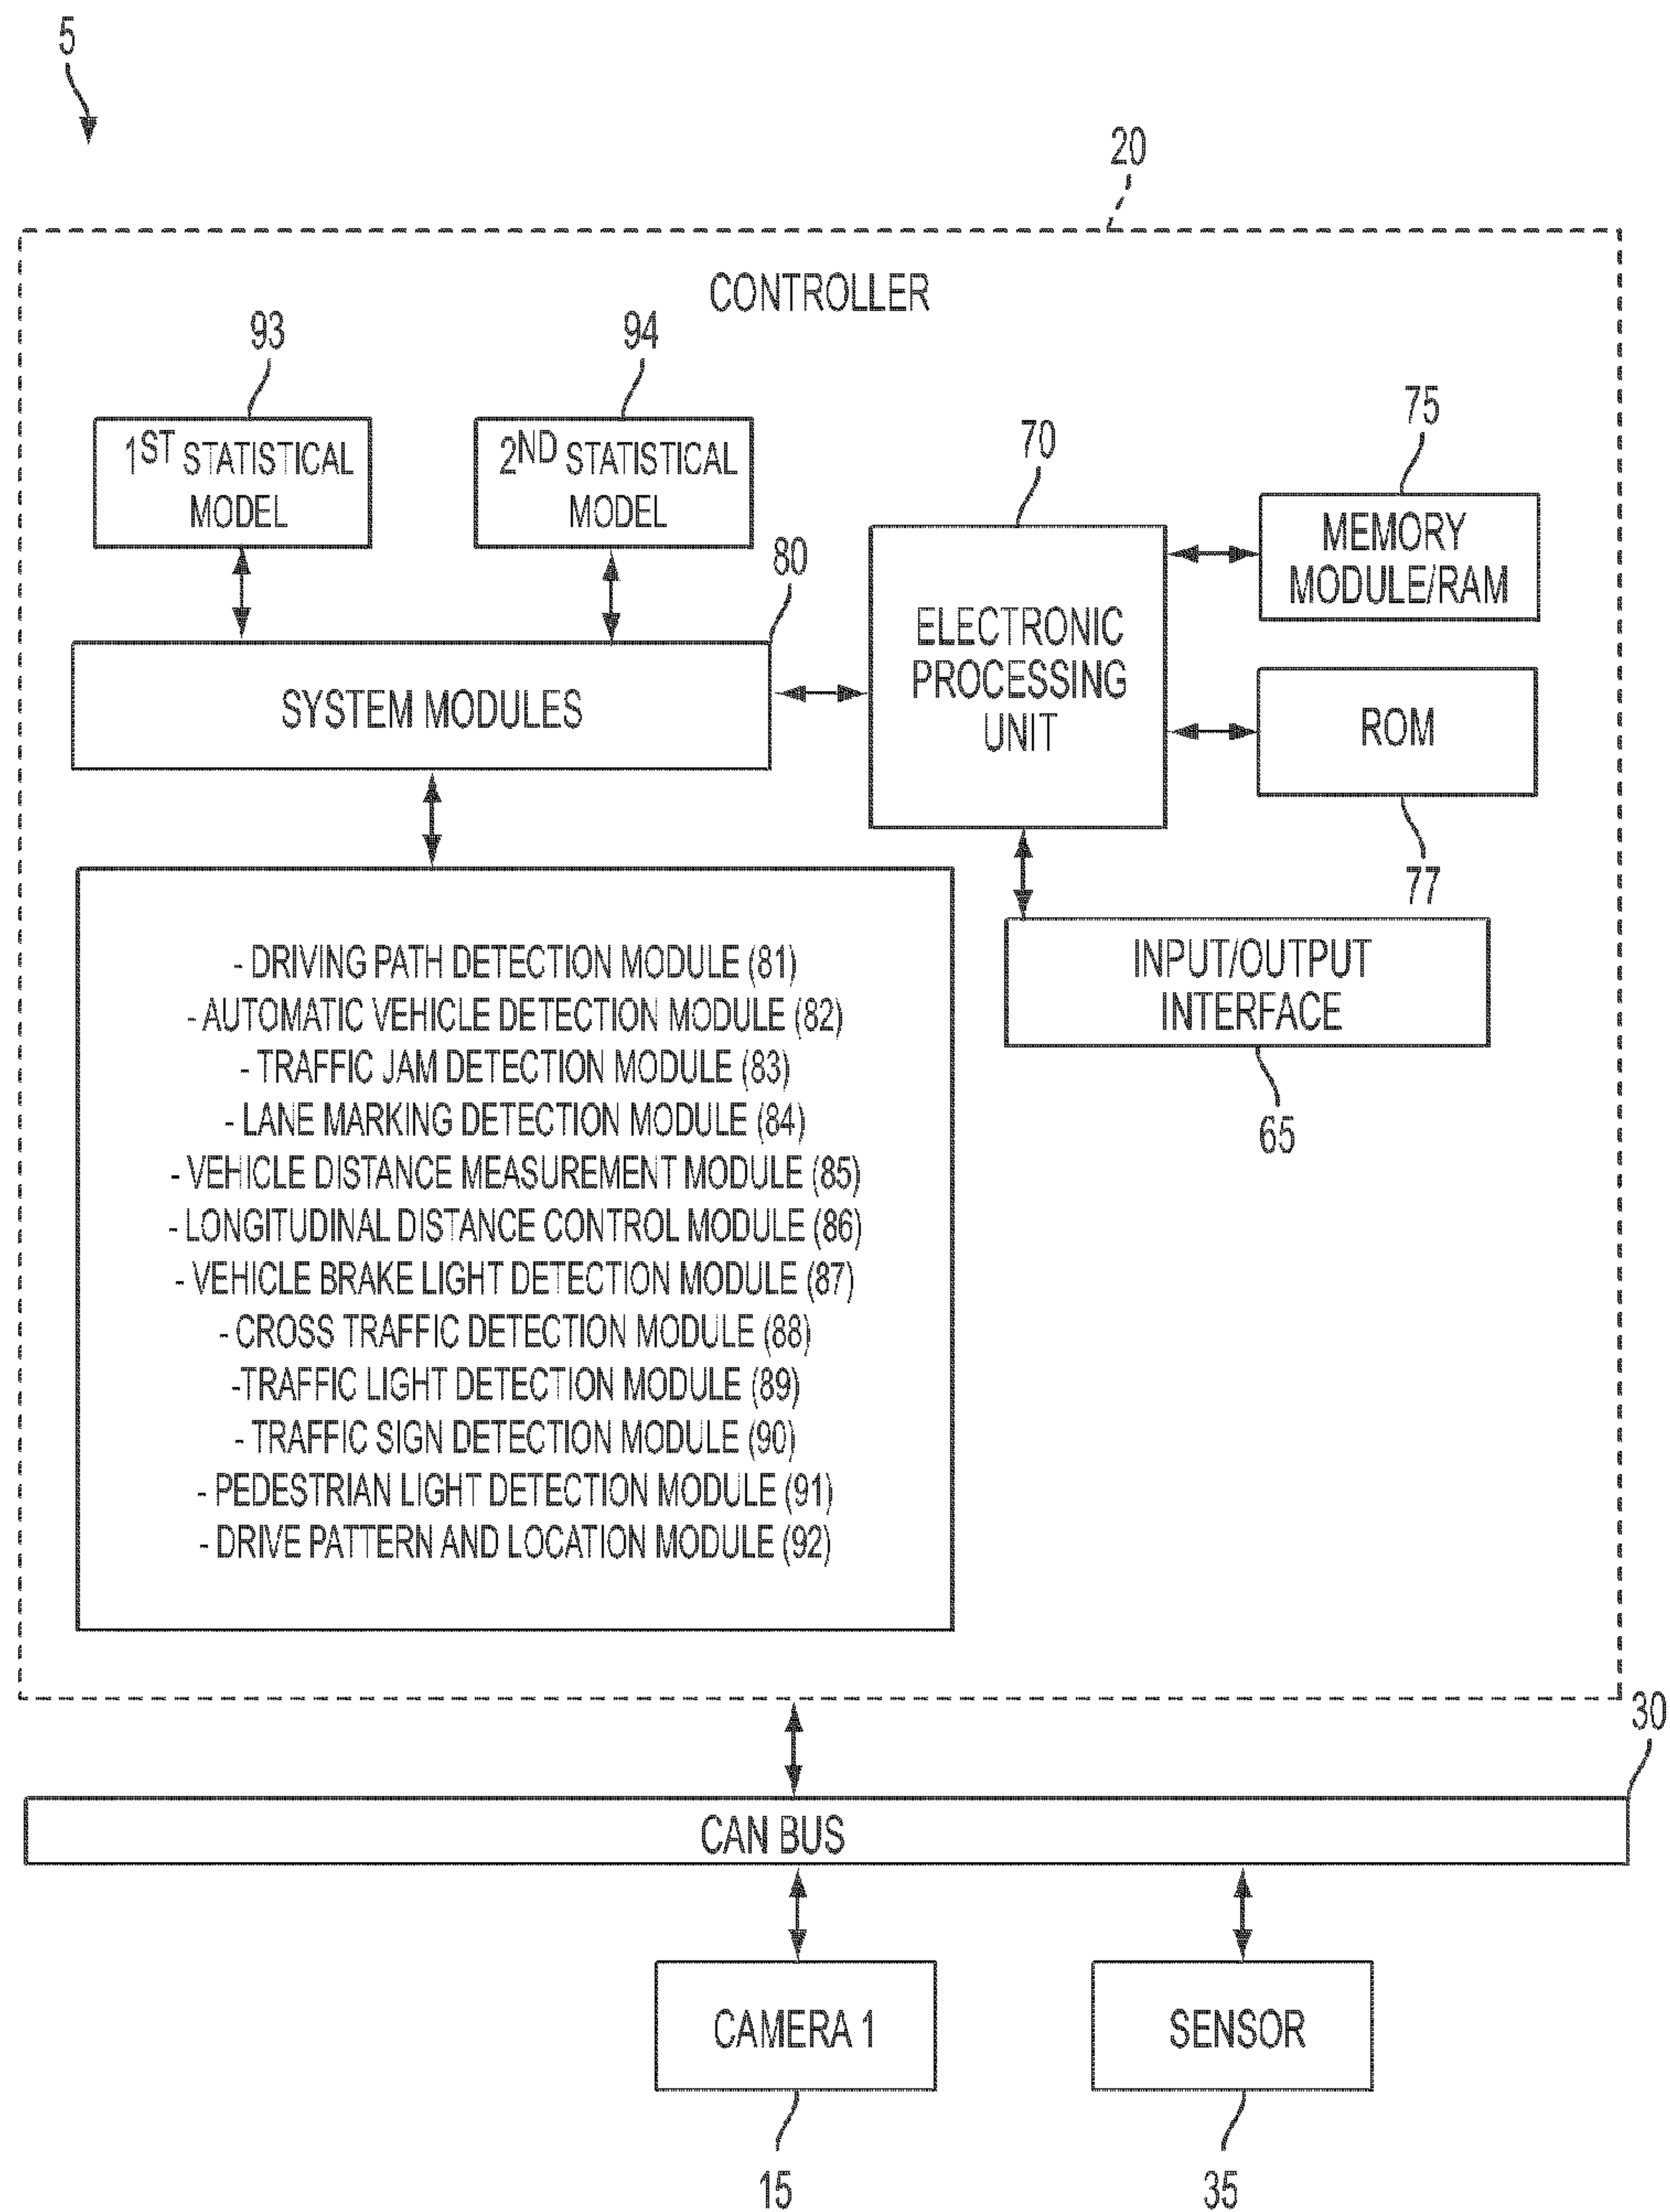 5
20
CONTROLLER
93
94
1ST STATISTICAL
MODEL
2ND STATISTICAL
MODEL
80
70
75
MEMORY
MODULE/RAM
ELECTRONIC
PROCESSING
UNIT
SYSTEM MODULES
ROM
77
INPUT/OUTPUT
INTERFACE
65
- DRIVING PATH DETECTION MODULE (81)
- AUTOMATIC VEHICLE DETECTION MODULE (82)
- TRAFFIC JAM DETECTION MODULE (83)
- LANE MARKING DETECTION MODULE (84)
- VEHICLE DISTANCE MEASUREMENT MODULE (85)
- LONGITUDINAL DISTANCE CONTROL MODULE (86)
- VEHICLE BRAKE LIGHT DETECTION MODULE (87)
- CROSS TRAFFIC DETECTION MODULE (88)
-TRAFFIC LIGHT DETECTION MODULE (89)
- TRAFFIC SIGN DETECTION MODULE (90)
- PEDESTRIAN LIGHT DETECTION MODULE (91)
- DRIVE PATTERN AND LOCATION MODULE (92)
30
CAN BUS
CAMERA 1
SENSOR
15
35